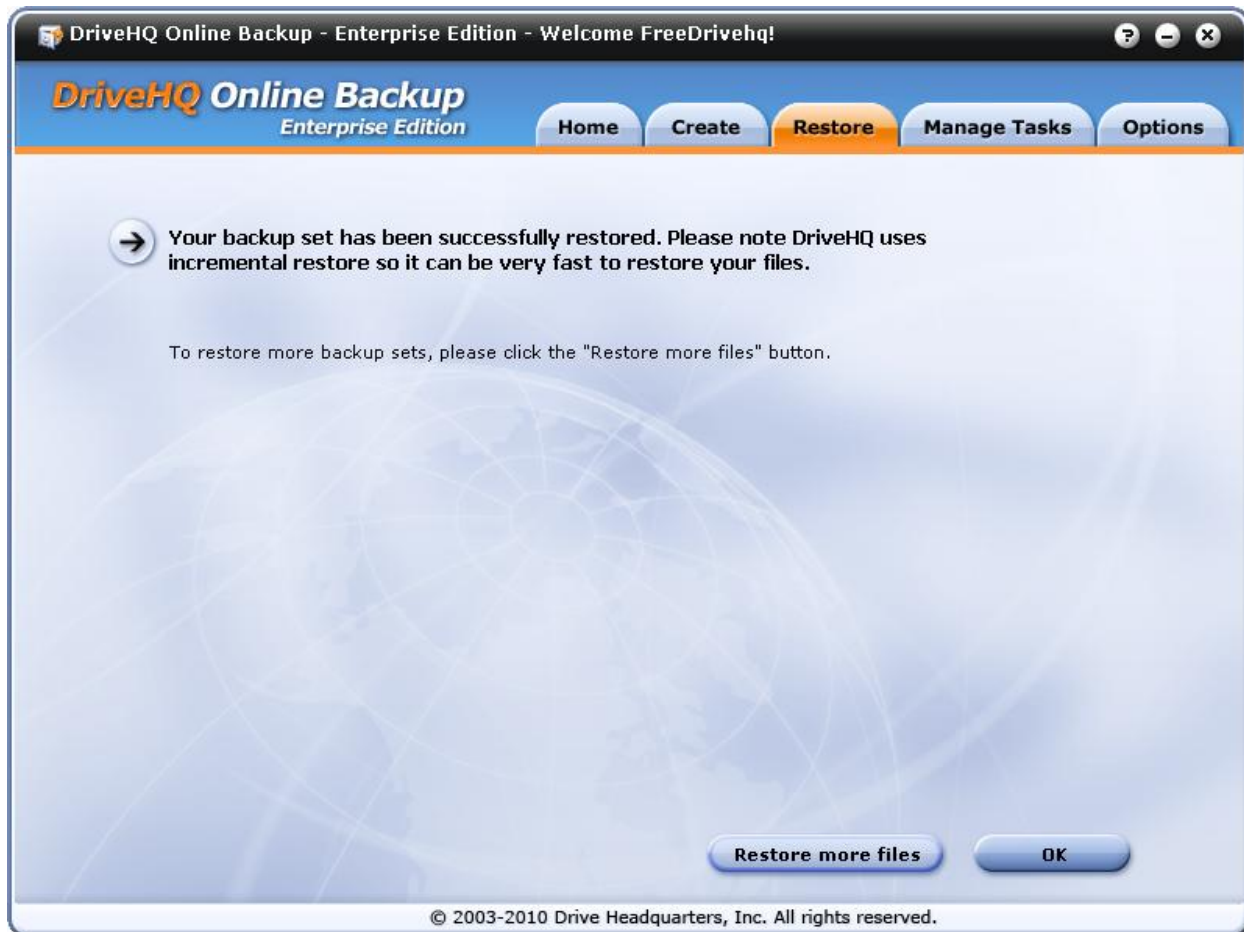 DriveHQ Online Backup - Enterprise Edition - Welcome FreeDrivehq!
DriveHQ Online Backup
Enterprise Edition
Home Create Restore Manage Tasks Options
Your backup set has been successfully restored. Please note DriveHQ uses
incremental restore so it can be very fast to restore your files.
To restore more backup sets, please click the "Restore more files" button.
Restore more files OK
© 2003-2010 Drive Headquarters, Inc. All rights reserved.